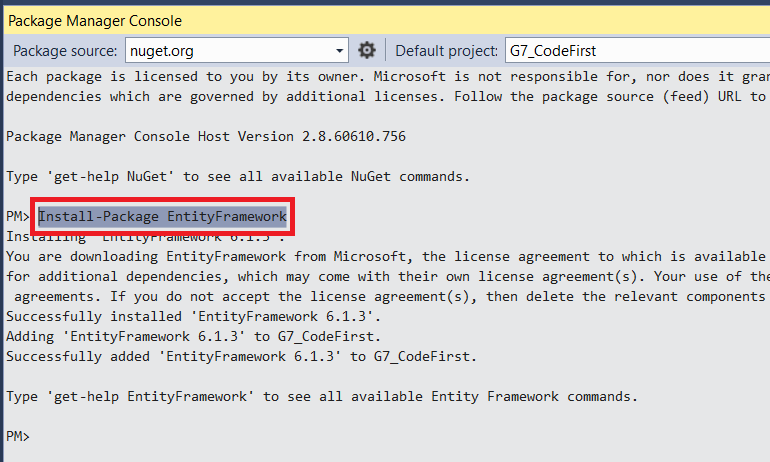 Package Manager Console
Package source: nuget.org Default project: G7_CodeFirst
Each package is licensed to you by its owner. Microsoft is not responsible for, nor does it
dependencies which are governed by additional licenses. Follow the package source (feed) URL to
Package Manager Console Host Version 2.8.60610.756
Type 'get-help NuGet' to see all available NuGet commands.
PM> Install-Package EntityFramework
Installing 'EntityFramework 6.1.3'.
You are downloading EntityFramework from Microsoft, the license agreement to which is available
for additional dependencies, which may come with their own license agreement(s). Your use of the
agreements. If you do not accept the license agreement(s), then delete the relevant components
Successfully installed 'EntityFramework 6.1.3'.
Adding 'EntityFramework 6.1.3' to G7_CodeFirst.
Successfully added 'EntityFramework 6.1.3' to G7_CodeFirst.
Type 'get-help EntityFramework' to see all available Entity Framework commands.
PM>